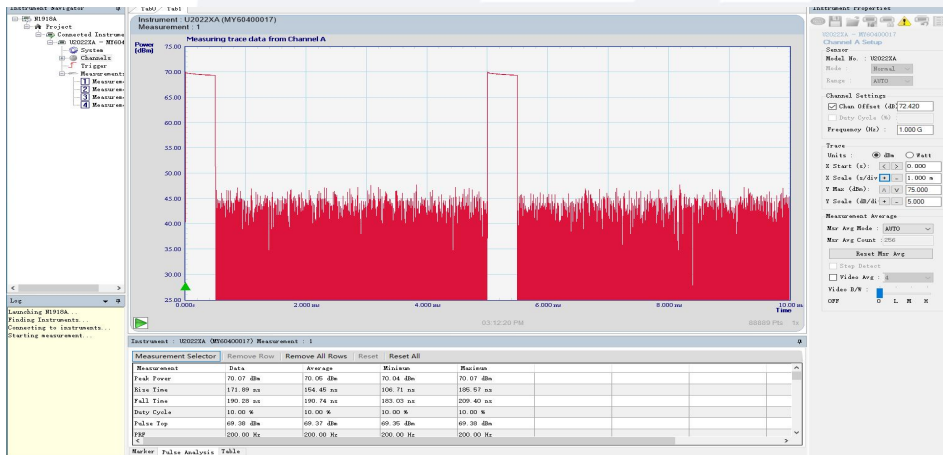 Instrument Navigator
N1918A
Project
Connected Instrume
U2022XA - MY604
System
Channels
Trigger
Measurements
1 Measurem
2 Measurem
3 Measurem
4 Measurem
Log
Launching N1918A...
Finding Instruments...
Connecting to instruments...
Starting measurement...
Tab0 Tab1
Instrument : U2022XA (MY60400017)
Measurement : 1
Power (dBm)
Measuring trace data from Channel A
75.00
70.00
65.00
60.00
55.00
50.00
45.00
40.00
35.00
30.00
25.00
0.000s 2.000 ms 4.000 ms 6.000 ms 8.000 ms 10.00 m
Time
03:12:20 PM
Instrument : U2022XA (MY60400017) Measurement : 1
Measurement Selector Remove Row Remove All Rows Reset Reset All
Measurement Data Average Minimum Maximum
Peak Power 70.07 dBm 70.05 dBm 70.04 dBm 70.07 dBm
Rise Time 171.89 ns 154.45 ns 106.71 ns 185.57 ns
Fall Time 190.28 ns 190.74 ns 183.03 ns 209.40 ns
Duty Cycle 10.00 % 10.00 % 10.00 % 10.00 %
Pulse Top 69.38 dBm 69.37 dBm 69.35 dBm 69.38 dBm
PRF 200.00 Hz 200.00 Hz 200.00 Hz 200.00 Hz
Marker Pulse Analysis Table
Instrument Properties
U2022XA - MY60400017
Channel A Setup
Sensor
Model No. : U2022XA
Mode : Normal
Range : AUTO
Channel Settings
Chan Offset (dB) 72.420
Duty Cycle (%)
Frequency (Hz) : 1.000 G
Trace
Units : dBm Watt
X Start (s): < > 0.000
X Scale (s/div + - 1.000 m
Y Max (dBm): ∧ ∨ 75.000
Y Scale (dB/di + - 5.000
Measurement Average
Msr Avg Mode : AUTO
Msr Avg Count :256
Reset Msr Avg
Step Detect
Video Avg : 4
Video B/W :
OFF O L M H